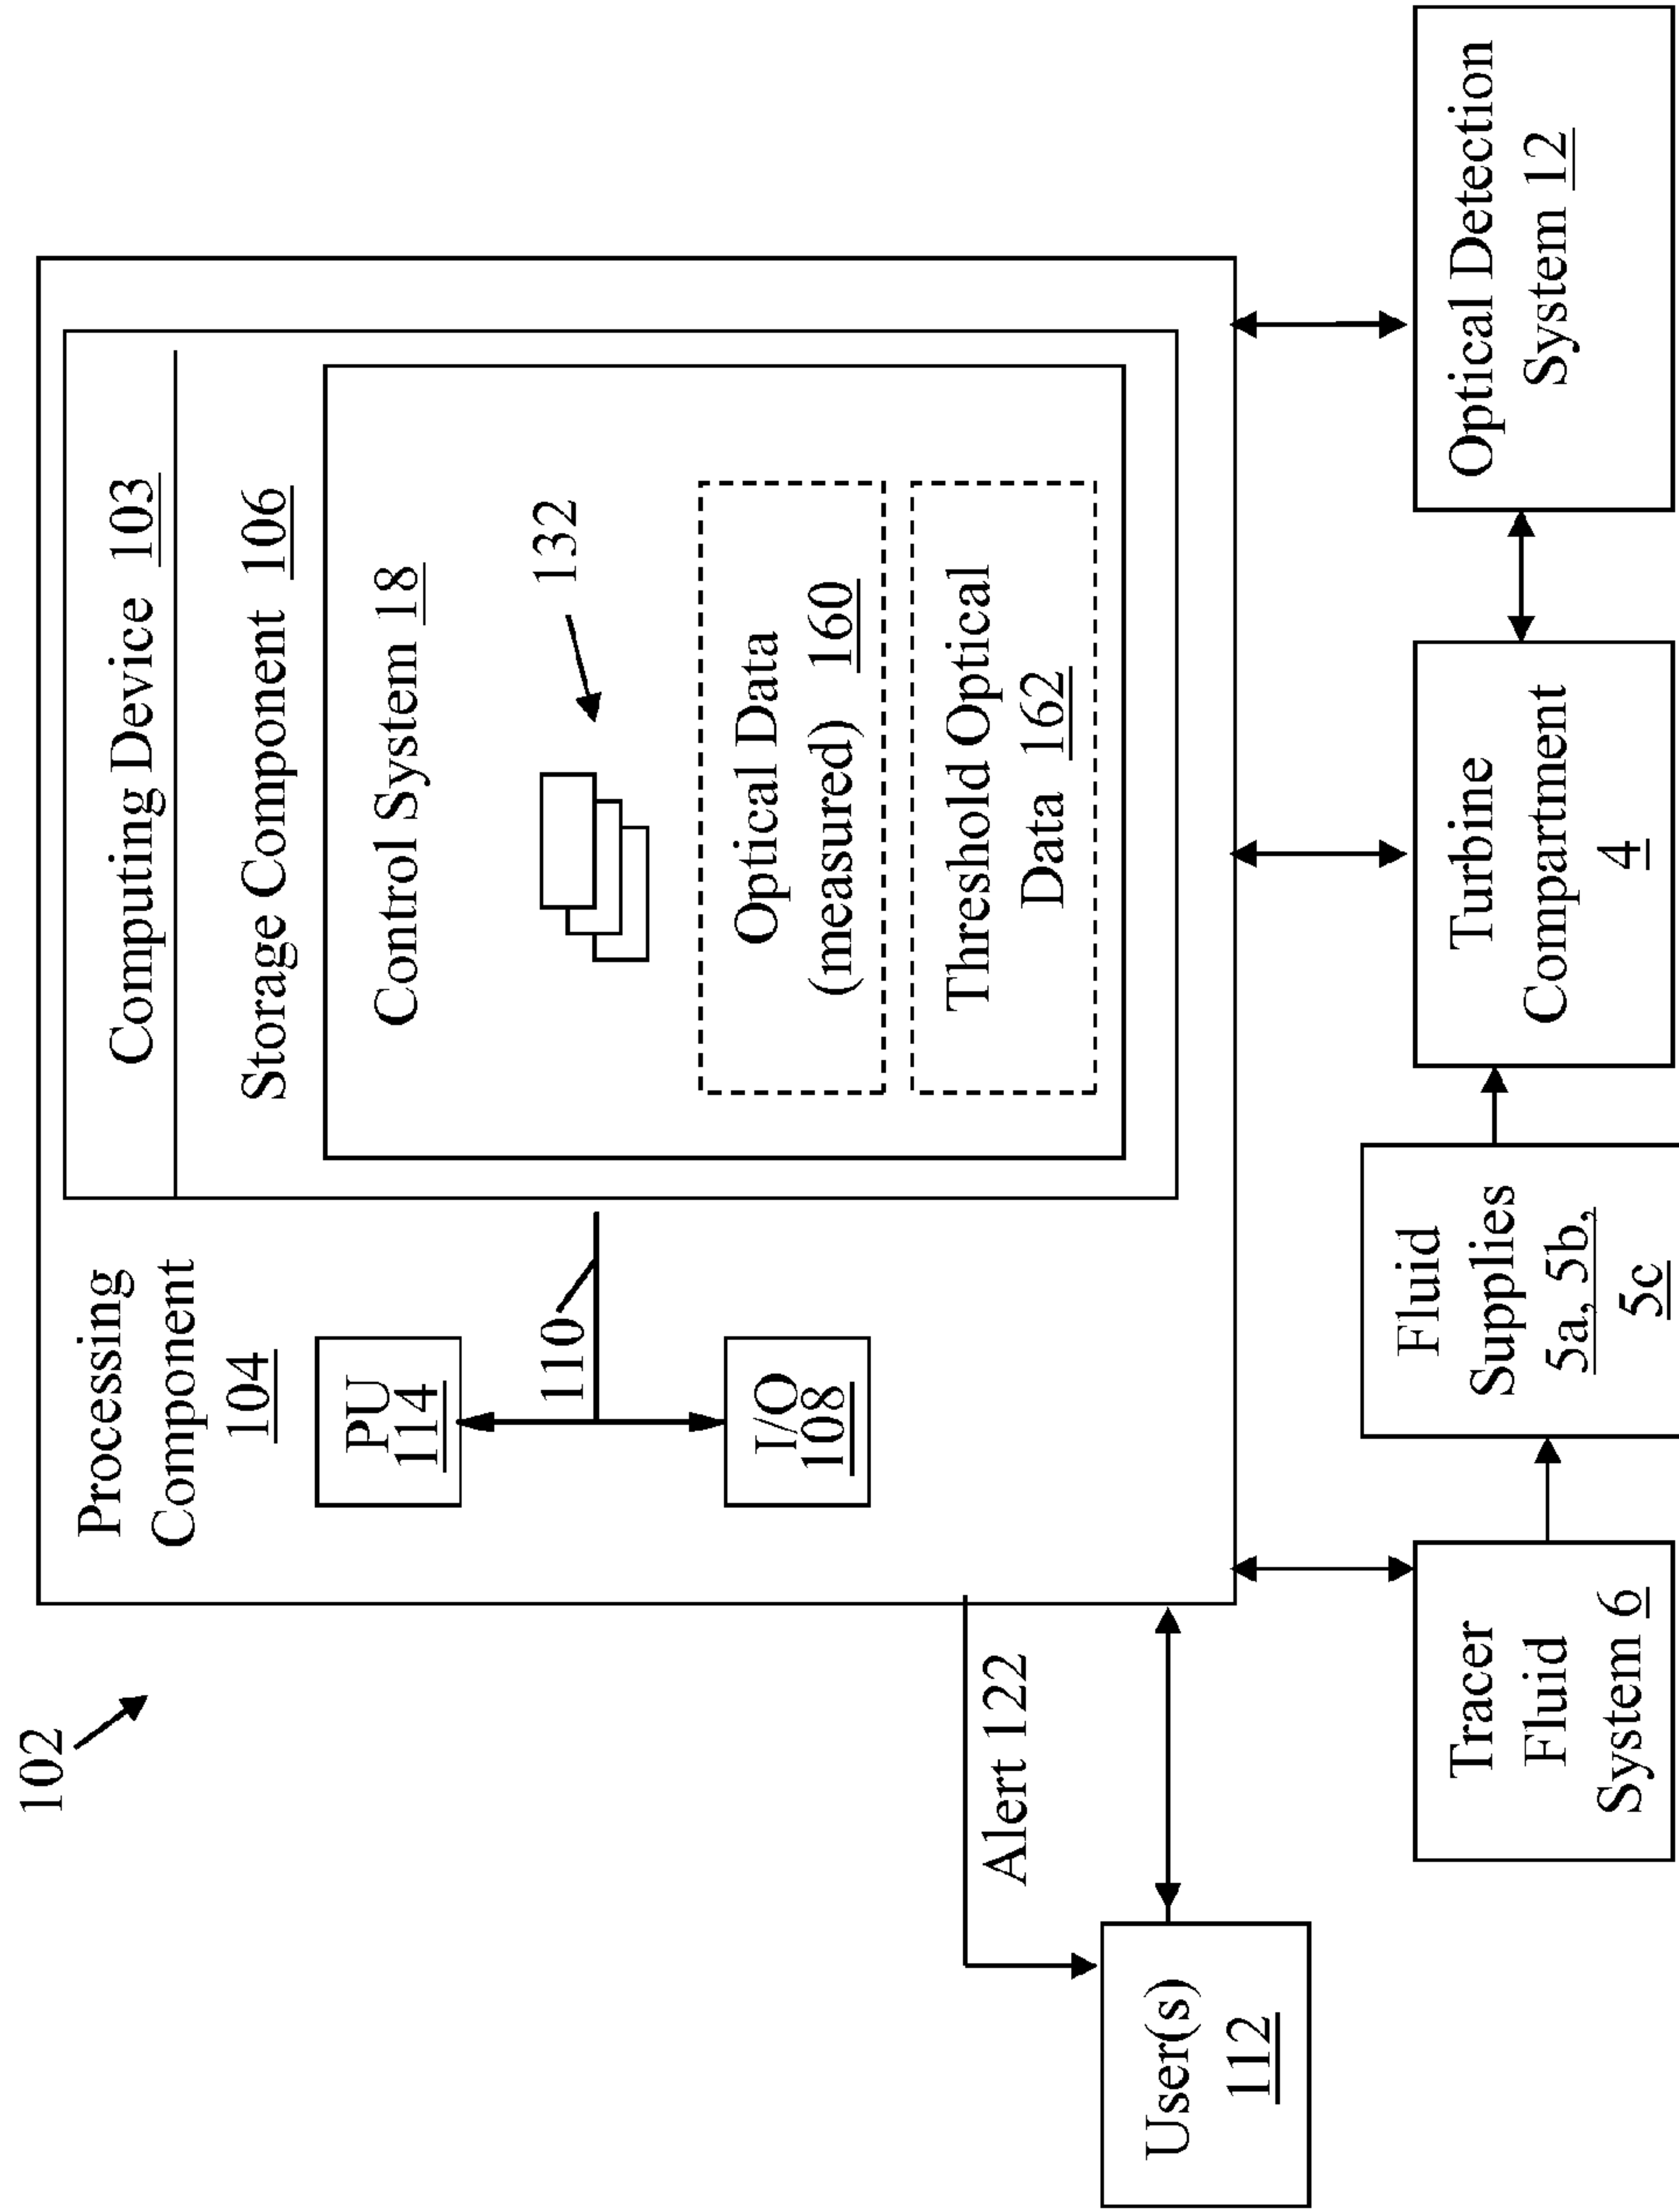 102
Processing
Component
104
Computing Device 103
Storage Component 106
Control System 18
132
Optical Data
(measured) 160
Threshold Optical
Data 162
PU
114
110
I/O
108
Alert 122
User(s)
112
Tracer
Fluid
System 6
Fluid
Supplies
5a, 5b,
5c
Turbine
Compartment
4
Optical Detection
System 12